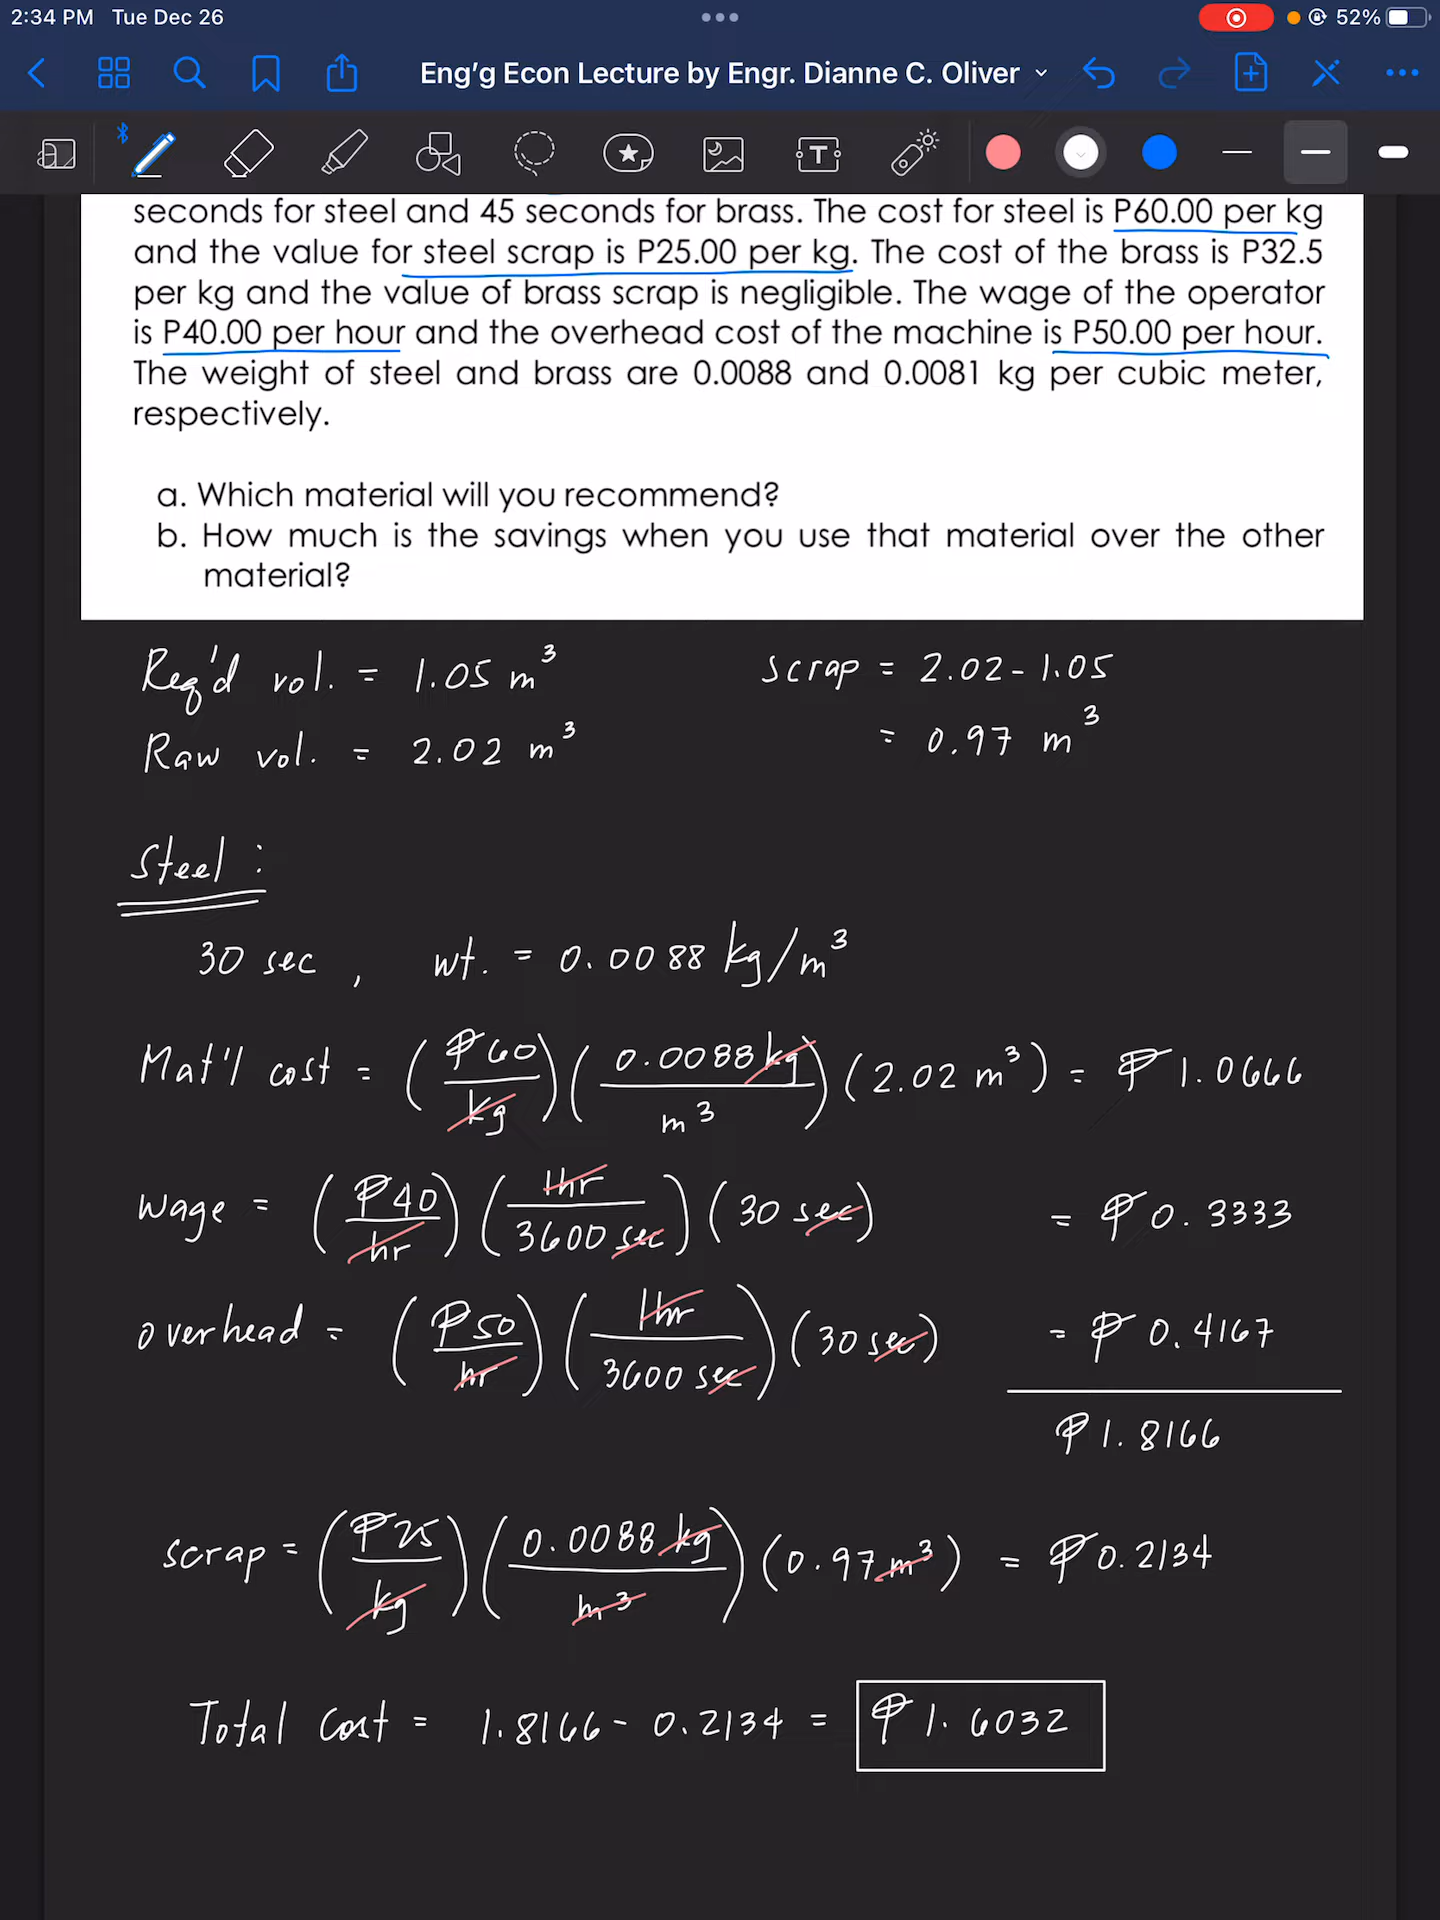 2:34 PM Tue Dec 26
52%
Eng'g Econ Lecture by Engr. Dianne C. Oliver
T
seconds for steel and 45 seconds for brass. The cost for steel is P60.00 per kg
and the value for steel scrap is P25.00 per kg. The cost of the brass is P32.5
per kg and the value of brass scrap is negligible. The wage of the operator
is P40.00 per hour and the overhead cost of the machine is P50.00 per hour.
The weight of steel and brass are 0.0088 and 0.0081 kg per cubic meter,
respectively.
a. Which material will you recommend?
b. How much is the savings when you use that material over the other
material?
Req'd vol. = 1.05 m³
scrap = 2.02 - 1.05
Raw vol. = 2.02 m³
= 0.97 m³
Steel :
30 sec , wt. = 0.0088 kg/m³
Mat'l cost = (₱60/kg)(0.0088 kg/m³)(2.02 m³) = ₱1.0666
wage = (₱40/hr)(1hr/3600 sec)(30 sec) = ₱0.3333
overhead = (₱50/hr)(1hr/3600 sec)(30 sec) = ₱0.4167
₱1.8166
scrap = (₱25/kg)(0.0088 kg/m³)(0.97 m³) = ₱0.2134
Total Cost = 1.8166 - 0.2134 = ₱1.6032